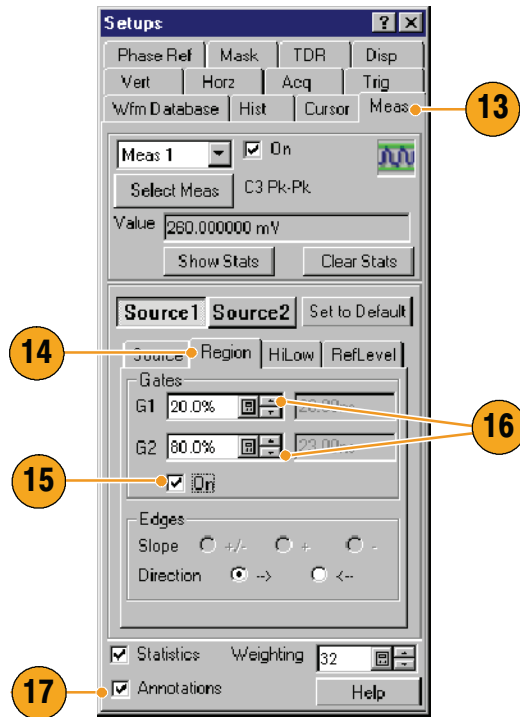 Setups
Phase Ref Mask TDR Disp
Vert Horz Acq Trig
Wfm Database Hist Cursor Meas 13
Meas 1 On
Select Meas C3 Pk-Pk
Value 260.000000 mV
Show Stats Clear Stats
Source1 Source2 Set to Default
14 Source Region HiLow RefLevel
Gates
G1 20.0%
16
G2 80.0% 23.00ns
15 On
Edges
Slope +/- + -
Direction --> <--
Statistics Weighting 32
17 Annotations Help